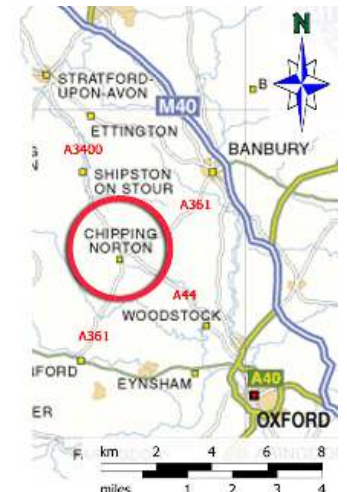 N
STRATFORD-
UPON-AVON
M40
B
ETTINGTON
A3400
BANBURY
SHIPSTON
ON STOUR
A361
CHIPPING
NORTON
A44
WOODSTOCK
A361
FORD
EYNSHAM
A40
ER
OXFORD
F.
km 2 4 6 8
miles 1 2 3 4